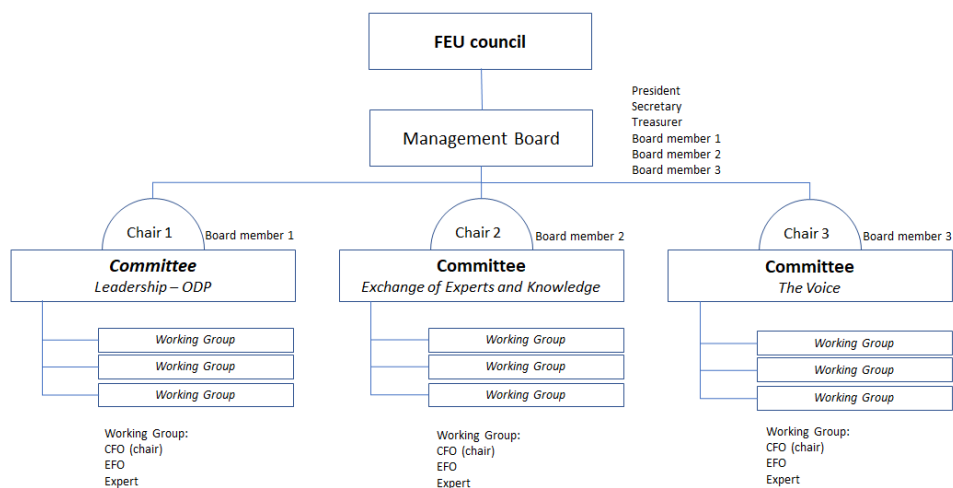 FEU council
President
Secretary
Treasurer
Board member 1
Board member 2
Board member 3
Management Board
Chair 1
Board member 1
Committee
Leadership – ODP
Working Group
Working Group
Working Group
Working Group:
CFO (chair)
EFO
Expert
Chair 2
Board member 2
Committee
Exchange of Experts and Knowledge
Working Group
Working Group
Working Group
Working Group:
CFO (chair)
EFO
Expert
Chair 3
Board member 3
Committee
The Voice
Working Group
Working Group
Working Group
Working Group:
CFO (chair)
EFO
Expert